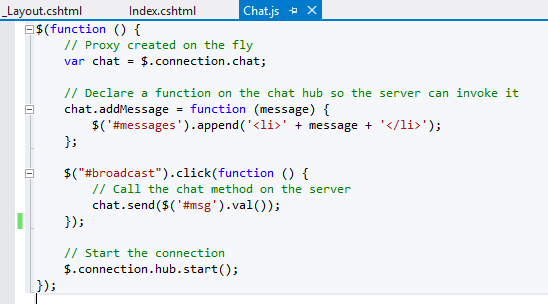 _Layout.cshtml Index.cshtml Chat.js
$(function () {
    // Proxy created on the fly
    var chat = $.connection.chat;

    // Declare a function on the chat hub so the server can invoke it
    chat.addMessage = function (message) {
        $('#messages').append('<li>' + message + '</li>');
    };

    $("#broadcast").click(function () {
        // Call the chat method on the server
        chat.send($('#msg').val());
    });

    // Start the connection
    $.connection.hub.start();
});